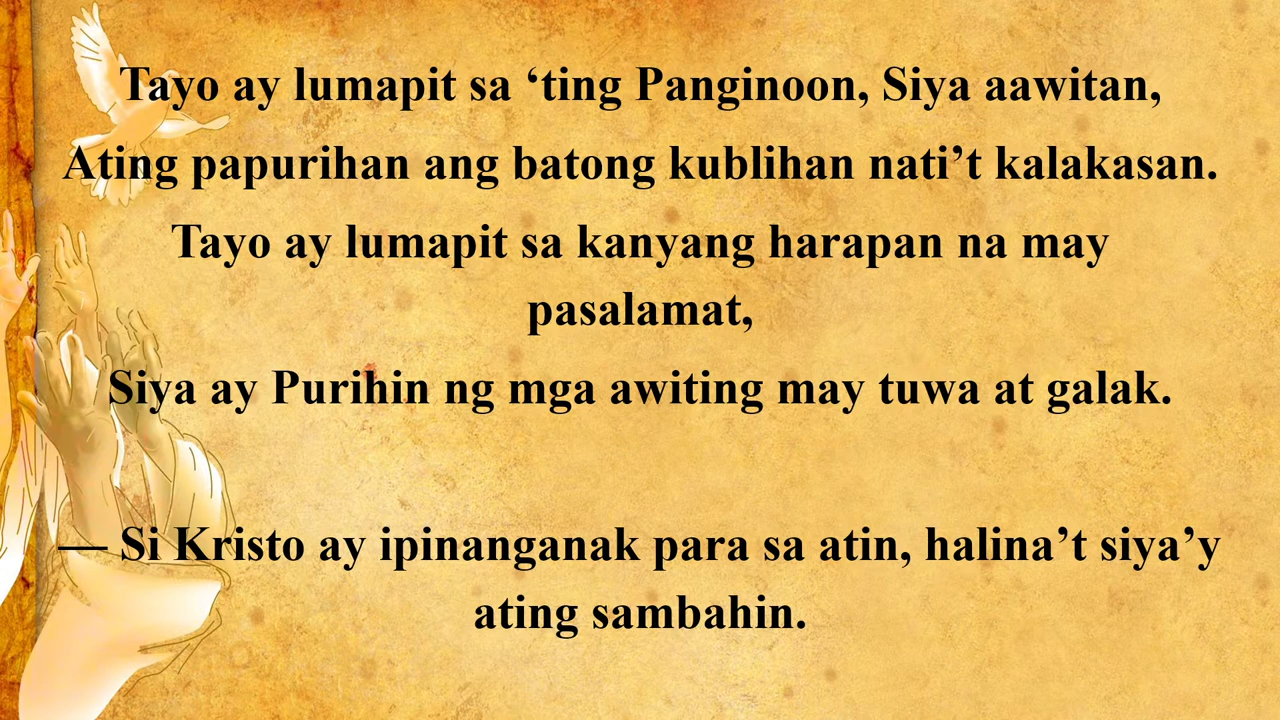 Tayo ay lumapit sa ‘ting Panginoon, Siya aawitan,
Ating papurihan ang batong kublihan nati’t kalakasan.
Tayo ay lumapit sa kanyang harapan na may
pasalamat,
Siya ay Purihin ng mga awiting may tuwa at galak.
— Si Kristo ay ipinanganak para sa atin, halina’t siya’y
ating sambahin.